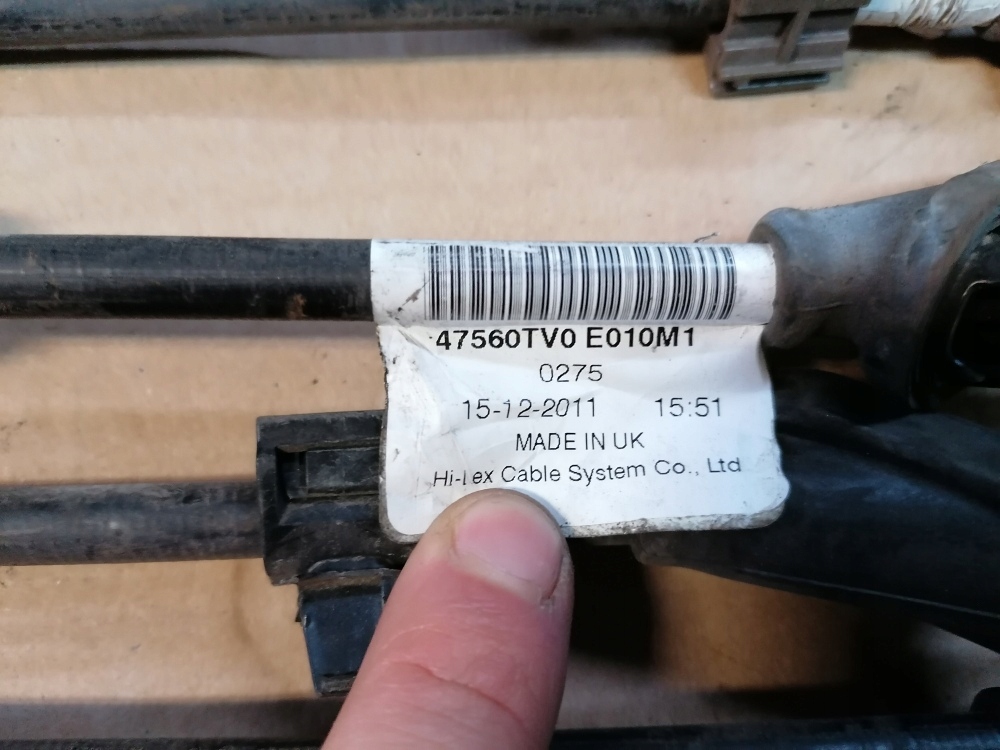 47560TV0 E010M1
0275
15-12-2011 15:51
MADE IN UK
Hi-Lex Cable System Co., Ltd